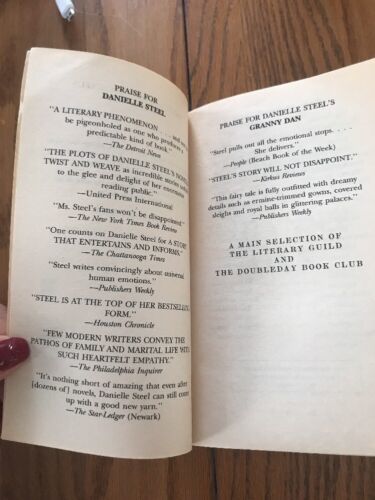 PRAISE FOR
DANIELLE STEEL
"A LITERARY PHENOMENON . . . and not to
be pigeonholed as one who produces a
predictable kind of book."
—The Detroit News
"THE PLOTS OF DANIELLE STEEL'S NOVELS
TWIST AND WEAVE as incredible stories unfold
to the glee and delight of her enormous
reading public."
—United Press International
"Ms. Steel's fans won't be disappointed!"
—The New York Times Book Review
"One counts on Danielle Steel for A STORY
THAT ENTERTAINS AND INFORMS."
—The Chattanooga Times
"Steel writes convincingly about universal
human emotions."
—Publishers Weekly
"STEEL IS AT THE TOP OF HER BESTSELLING
FORM."
—Houston Chronicle
"FEW MODERN WRITERS CONVEY THE
PATHOS OF FAMILY AND MARITAL LIFE WITH
SUCH HEARTFELT EMPATHY."
—The Philadelphia Inquirer
"It's nothing short of amazing that even after
[dozens of] novels, Danielle Steel can still come
up with a good new yarn."
—The Star-Ledger (Newark)
PRAISE FOR DANIELLE STEEL'S
GRANNY DAN
"Steel pulls out all the emotional stops. . . .
She delivers."
—People (Beach Book of the Week)
"STEEL'S STORY WILL NOT DISAPPOINT."
—Kirkus Reviews
"This fairy tale is fully outfitted with dreamy
details such as ermine-trimmed gowns, covered
sleighs and royal balls in glittering palaces."
—Publishers Weekly
A MAIN SELECTION OF
THE LITERARY GUILD
AND
THE DOUBLEDAY BOOK CLUB